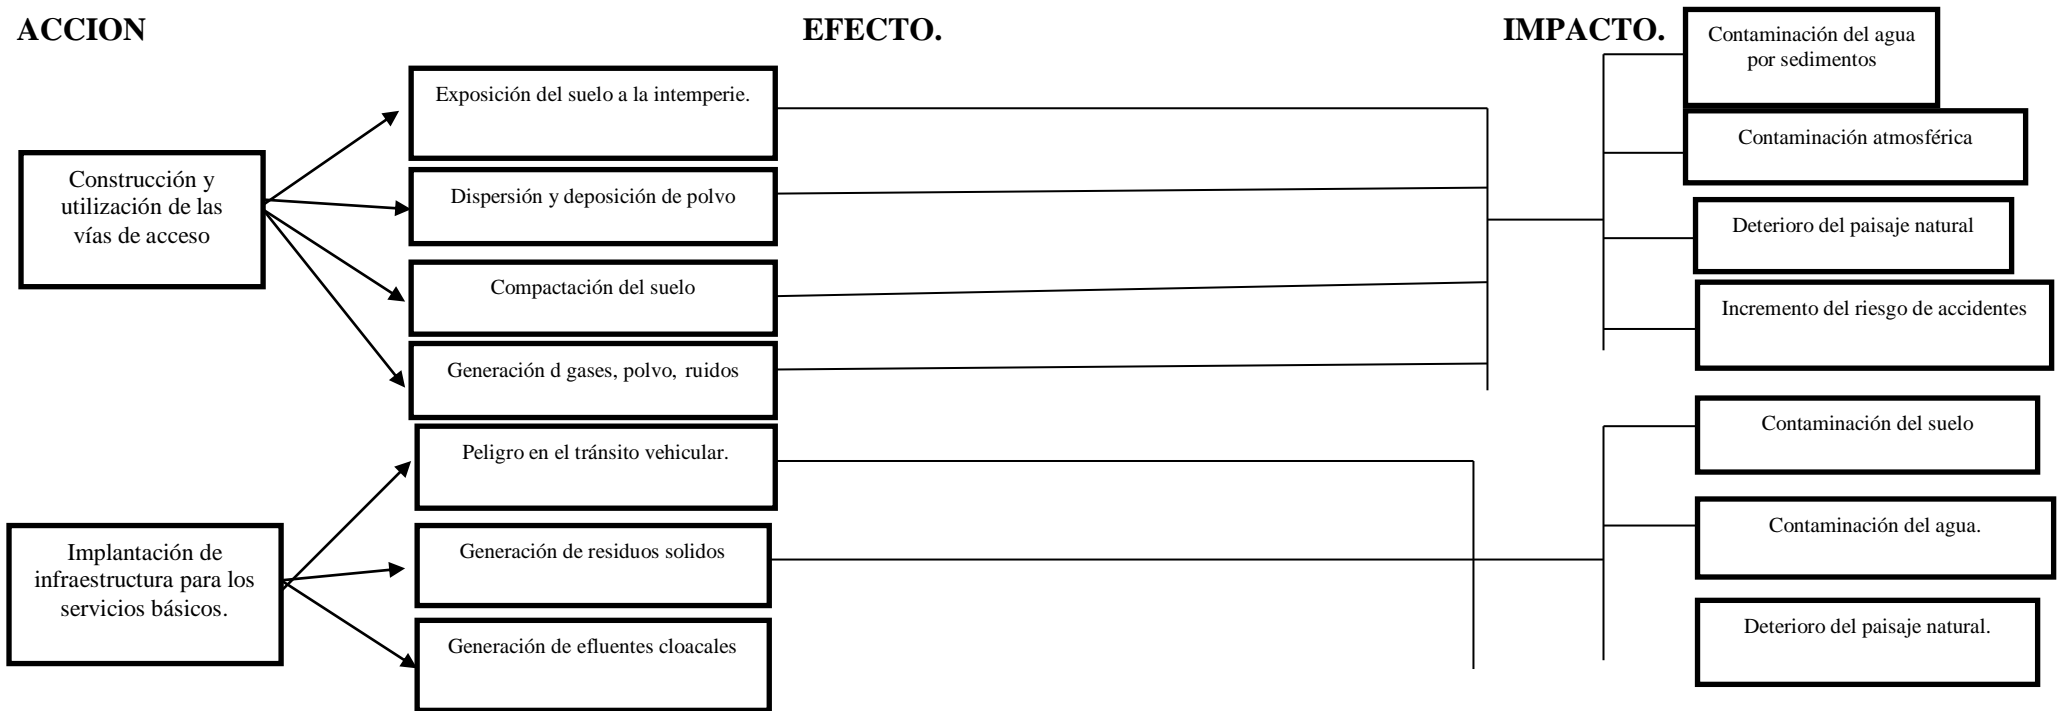 ACCION
EFECTO.
IMPACTO.
Construcción y
utilización de las
vías de acceso
Implantación de
infraestructura para los
servicios básicos.
Exposición del suelo a la intemperie.
Dispersión y deposición de polvo
Compactación del suelo
Generación d gases, polvo, ruidos
Peligro en el tránsito vehicular.
Generación de residuos solidos
Generación de efluentes cloacales
Contaminación del agua
por sedimentos
Contaminación atmosférica
Deterioro del paisaje natural
Incremento del riesgo de accidentes
Contaminación del suelo
Contaminación del agua.
Deterioro del paisaje natural.